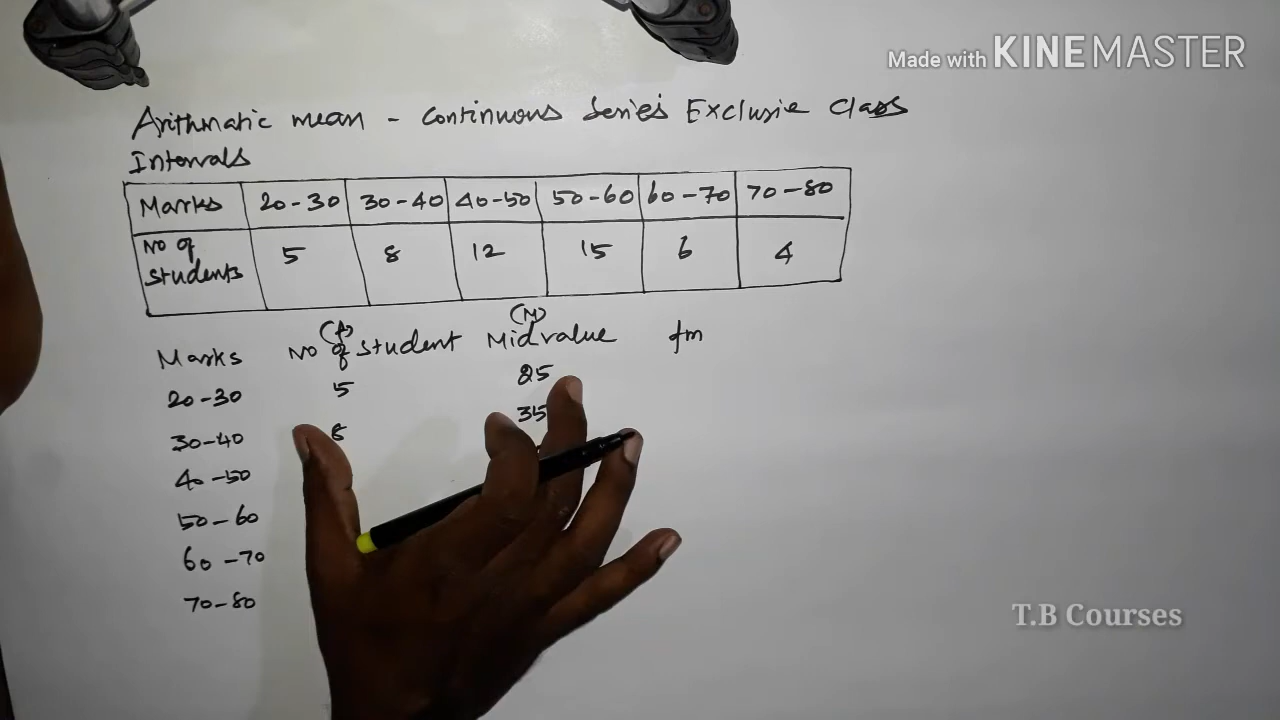 Made with KINEMASTER
Arithmatic mean - Continuous Series Exclusie Class
Intervals
Marks 20-30 30-40 40-50 50-60 60-70 70-80
No of
Students 5 8 12 15 6 4
(f) (M)
Marks No of Student Midvalue fm
20-30 5 25
30-40 8 35
40-50
50-60
60-70
70-80
T.B Courses